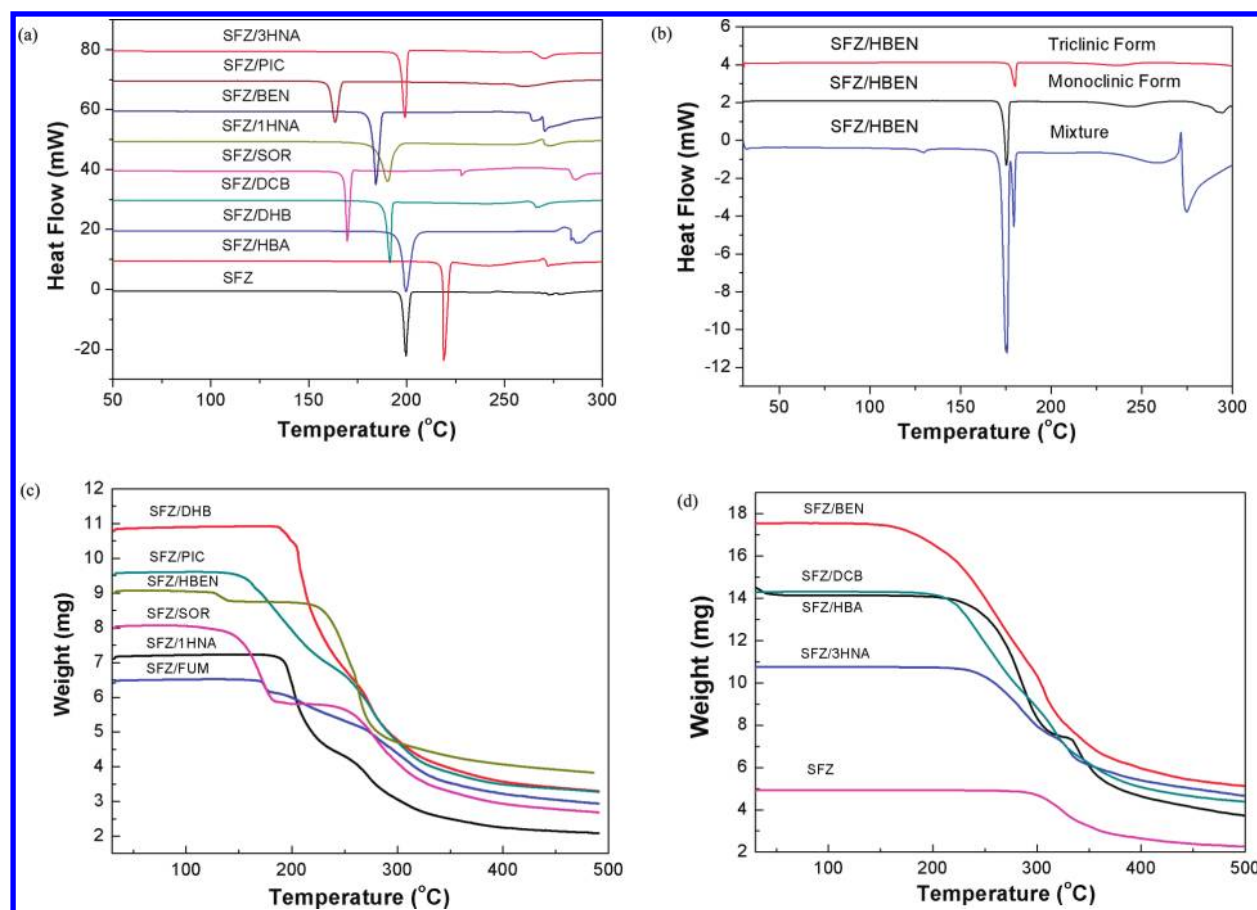 (a)
80
60
40
20
0
-20
Heat Flow (mW)
SFZ/3HNA
SFZ/PIC
SFZ/BEN
SFZ/1HNA
SFZ/SOR
SFZ/DCB
SFZ/DHB
SFZ/HBA
SFZ
50 100 150 200 250 300
Temperature (°C)
(b)
6
4
2
0
-2
-4
-6
-8
-10
-12
Heat Flow (mW)
SFZ/HBEN Triclinic Form
SFZ/HBEN Monoclinic Form
SFZ/HBEN Mixture
50 100 150 200 250 300
Temperature (°C)
(c)
12
11
10
9
8
7
6
5
4
3
2
Weight (mg)
SFZ/DHB
SFZ/PIC
SFZ/HBEN
SFZ/SOR
SFZ/1HNA
SFZ/FUM
100 200 300 400 500
Temperature (°C)
(d)
18
16
14
12
10
8
6
4
2
Weight (mg)
SFZ/BEN
SFZ/DCB
SFZ/HBA
SFZ/3HNA
SFZ
100 200 300 400 500
Temperature (°C)